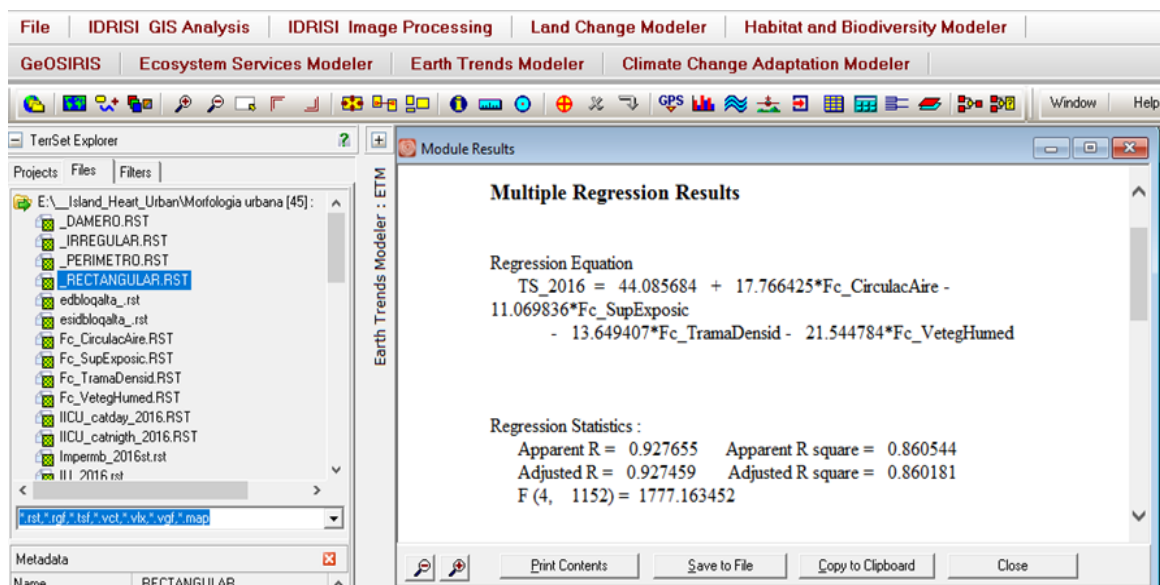 File IDRISI GIS Analysis IDRISI Image Processing Land Change Modeler Habitat and Biodiversity Modeler
GeOSIRIS Ecosystem Services Modeler Earth Trends Modeler Climate Change Adaptation Modeler
GPS Window Help
TerrSet Explorer
Projects Files Filters
E:\__Island_Heart_Urban\Morfologia urbana [45] :
_DAMERO.RST
_IRREGULAR.RST
_PERIMETRO.RST
_RECTANGULAR.RST
edbloqalta_.rst
esidbloqalta_.rst
Fc_CirculacAire.RST
Fc_SupExposic.RST
Fc_TramaDensid.RST
Fc_VetegHumed.RST
IICU_catday_2016.RST
IICU_catnigth_2016.RST
Impermb_2016st.rst
IUI_2016.rst
*.rst,*.rgf,*.tsf,*.vct,*.vlx,*.vgf,*.map
Metadata
Name RECTANGULAR
Earth Trends Modeler : ETM
Module Results
Multiple Regression Results
Regression Equation
TS_2016 = 44.085684 + 17.766425*Fc_CirculacAire -
11.069836*Fc_SupExposic
- 13.649407*Fc_TramaDensid - 21.544784*Fc_VetegHumed
Regression Statistics :
Apparent R = 0.927655 Apparent R square = 0.860544
Adjusted R = 0.927459 Adjusted R square = 0.860181
F (4, 1152) = 1777.163452
Print Contents Save to File Copy to Clipboard Close